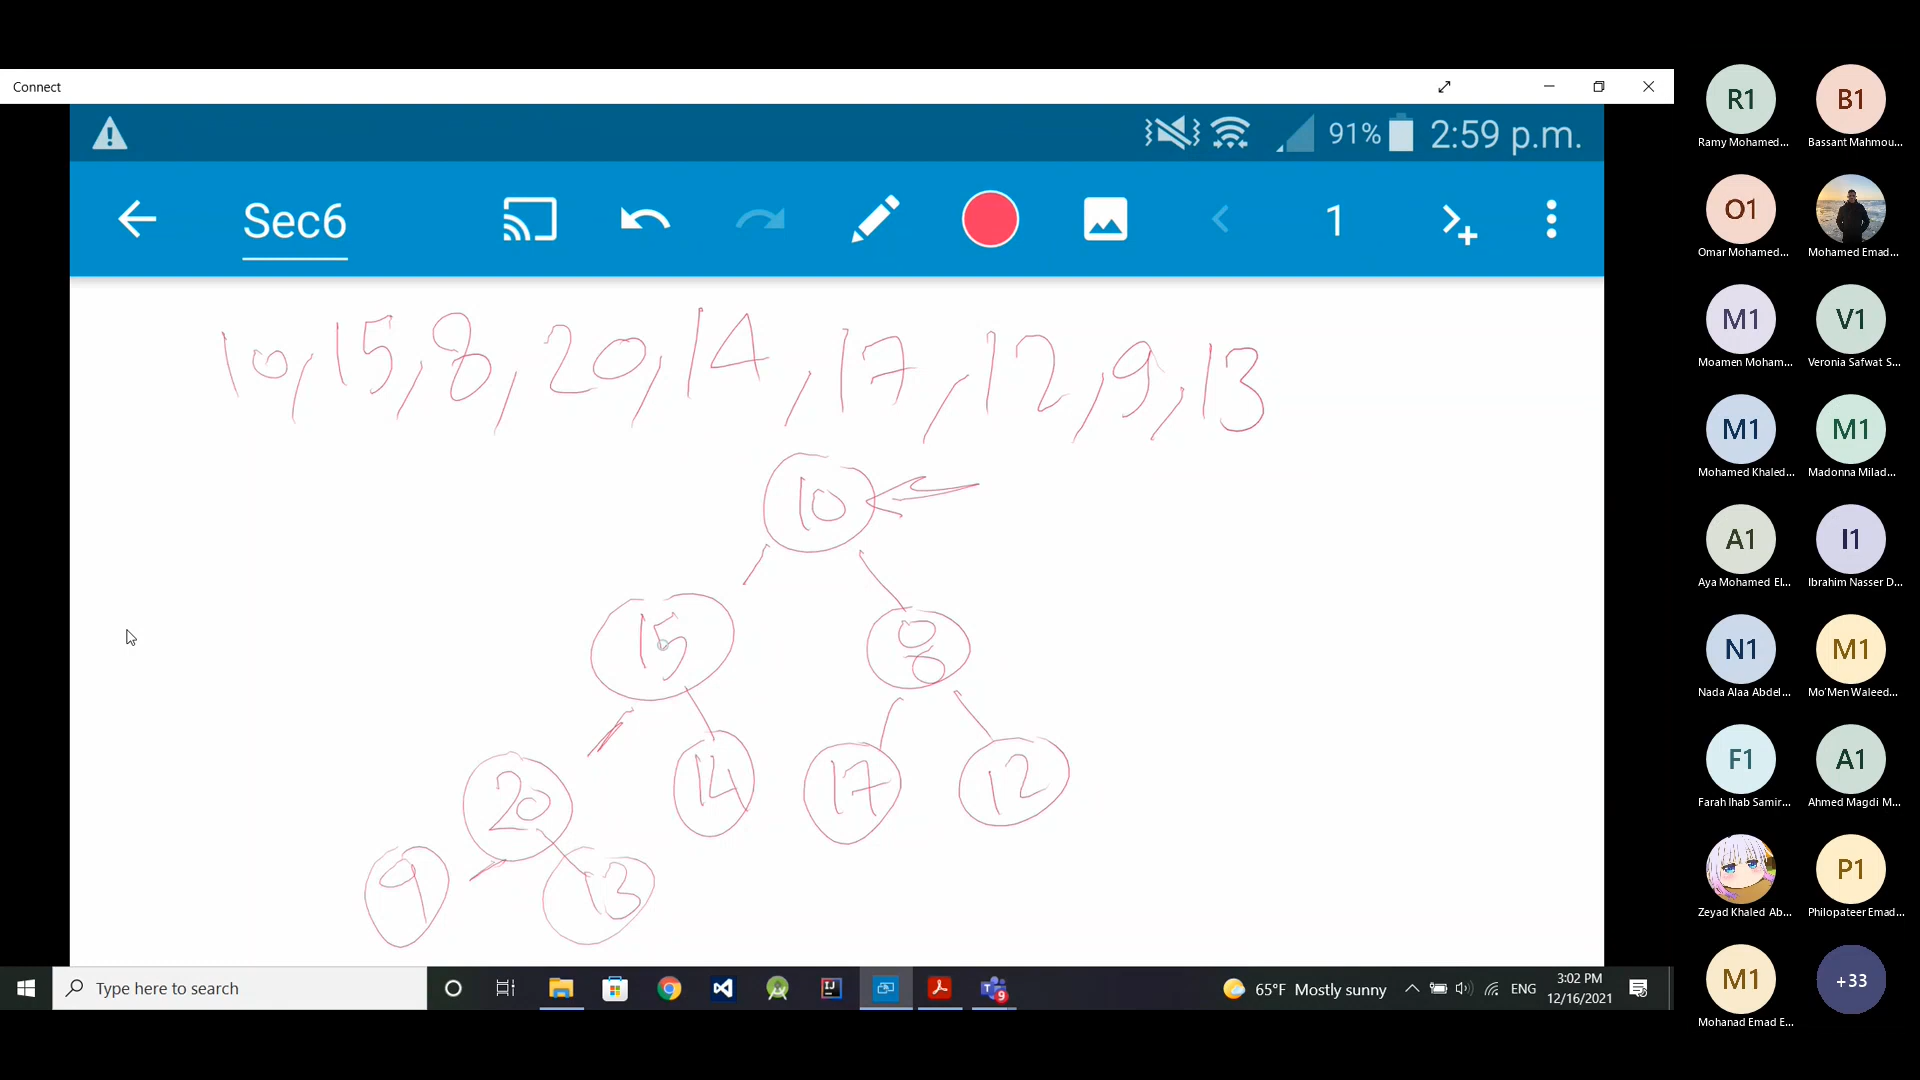 Connect
91% 2:59 p.m.
Sec6 1
10, 15, 8, 20, 14, 17, 12, 9, 13
10
15 8
20 14 17 12
9 13
R1 B1
Ramy Mohamed... Bassant Mahmou...
O1
Omar Mohamed... Mohamed Emad...
M1 V1
Moamen Moham... Veronia Safwat S...
M1 M1
Mohamed Khaled... Madonna Milad...
A1 I1
Aya Mohamed El... Ibrahim Nasser D...
N1 M1
Nada Alaa Abdel... Mo'Men Waleed...
F1 A1
Farah Ihab Samir... Ahmed Magdi M...
P1
Zeyad Khaled Ab... Philopateer Emad...
M1 +33
Mohanad Emad E...
Type here to search 9 65°F Mostly sunny ENG 3:02 PM
12/16/2021